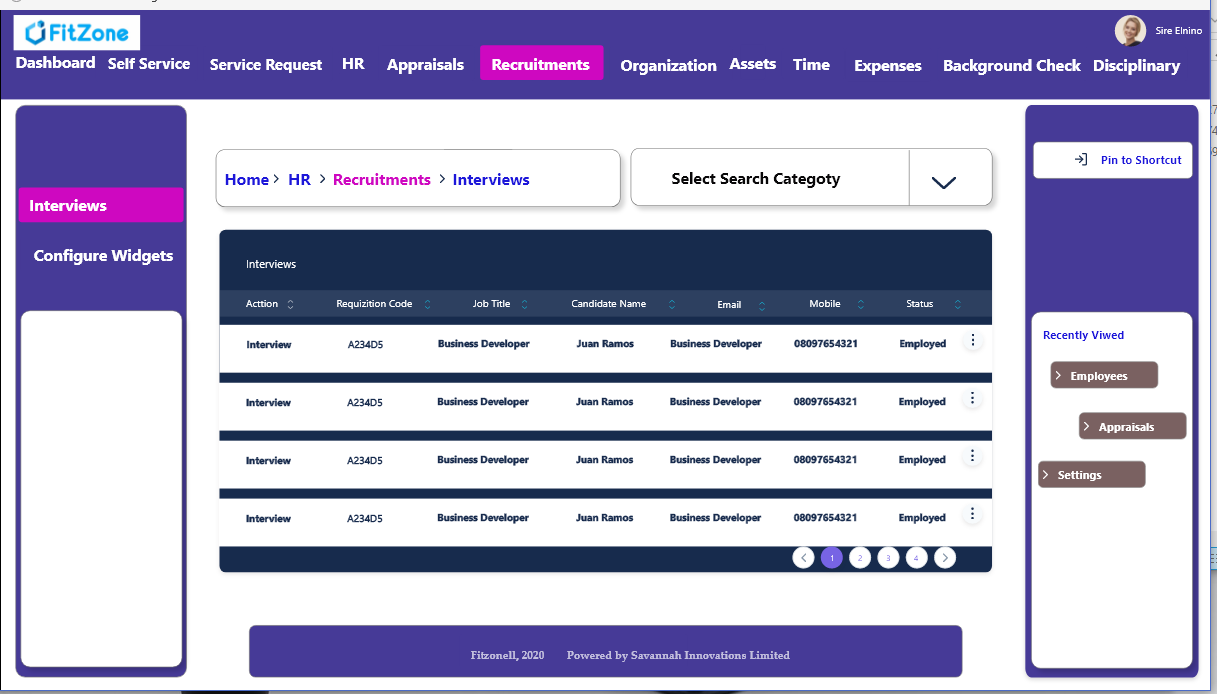 FitZone
Sire Elnino
Dashboard Self Service Service Request HR Appraisals Recruitments Organization Assets Time Expenses Background Check Disciplinary
Interviews
Configure Widgets
Home > HR > Recruitments > Interviews
Select Search Categoty
Interviews
Acttion Requizition Code Job Title Candidate Name Email Mobile Status
Interview A234D5 Business Developer Juan Ramos Business Developer 08097654321 Employed
Interview A234D5 Business Developer Juan Ramos Business Developer 08097654321 Employed
Interview A234D5 Business Developer Juan Ramos Business Developer 08097654321 Employed
Interview A234D5 Business Developer Juan Ramos Business Developer 08097654321 Employed
1 2 3 4
Pin to Shortcut
Recently Viwed
Employees
Appraisals
Settings
Fitzonell, 2020 Powered by Savannah Innovations Limited